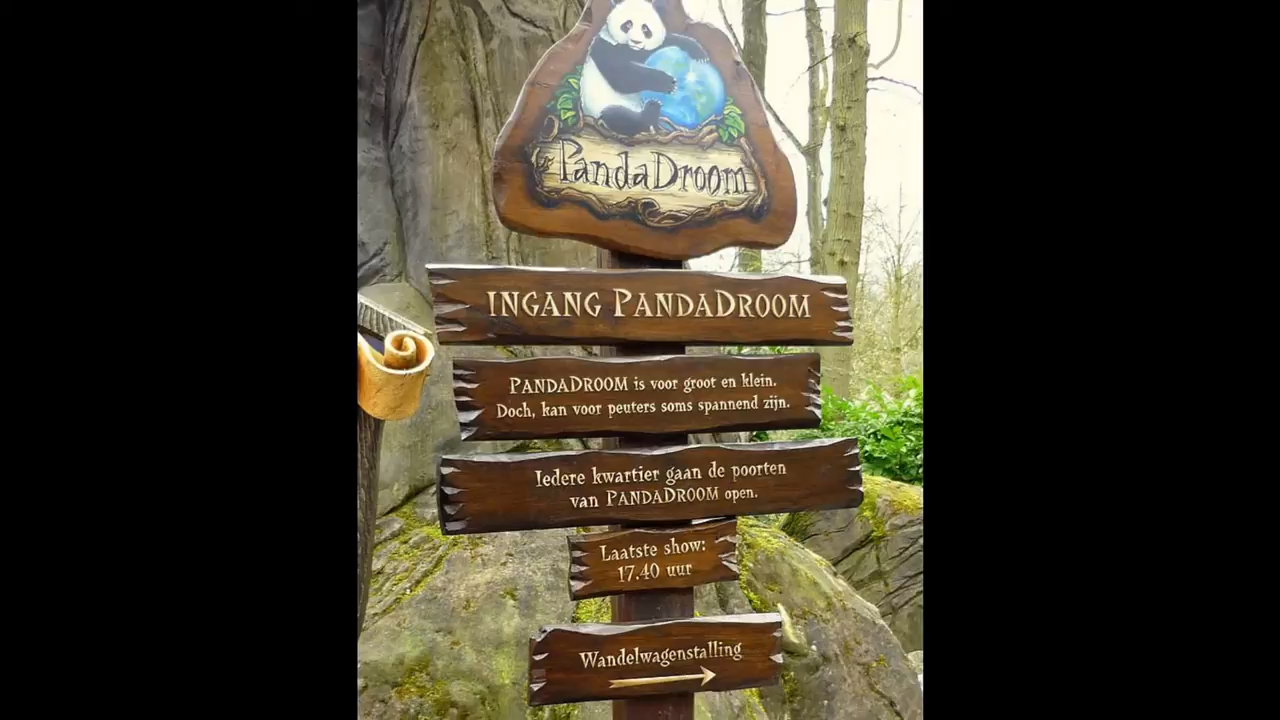 PandaDroom
INGANG PANDADROOM
PANDADROOM is voor groot en klein.
Doch, kan voor peuters soms spannend zijn.
Iedere kwartier gaan de poorten
van PANDADROOM open.
Laatste show:
17.40 uur
Wandelwagenstalling